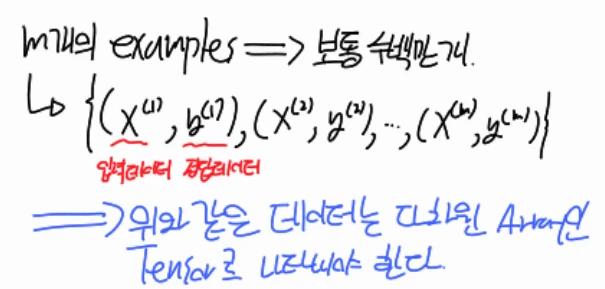 m개의 examples ⟹ 보통 수백만개.
↳ {(x⁽¹⁾, y⁽¹⁾), (x⁽²⁾, y⁽²⁾), ..., (x⁽ᵐ⁾, y⁽ᵐ⁾)}
입력데이터 정답데이터
⟹ 위와 같은 데이터는 다차원 Array인
Tensor로 나타내야 한다.